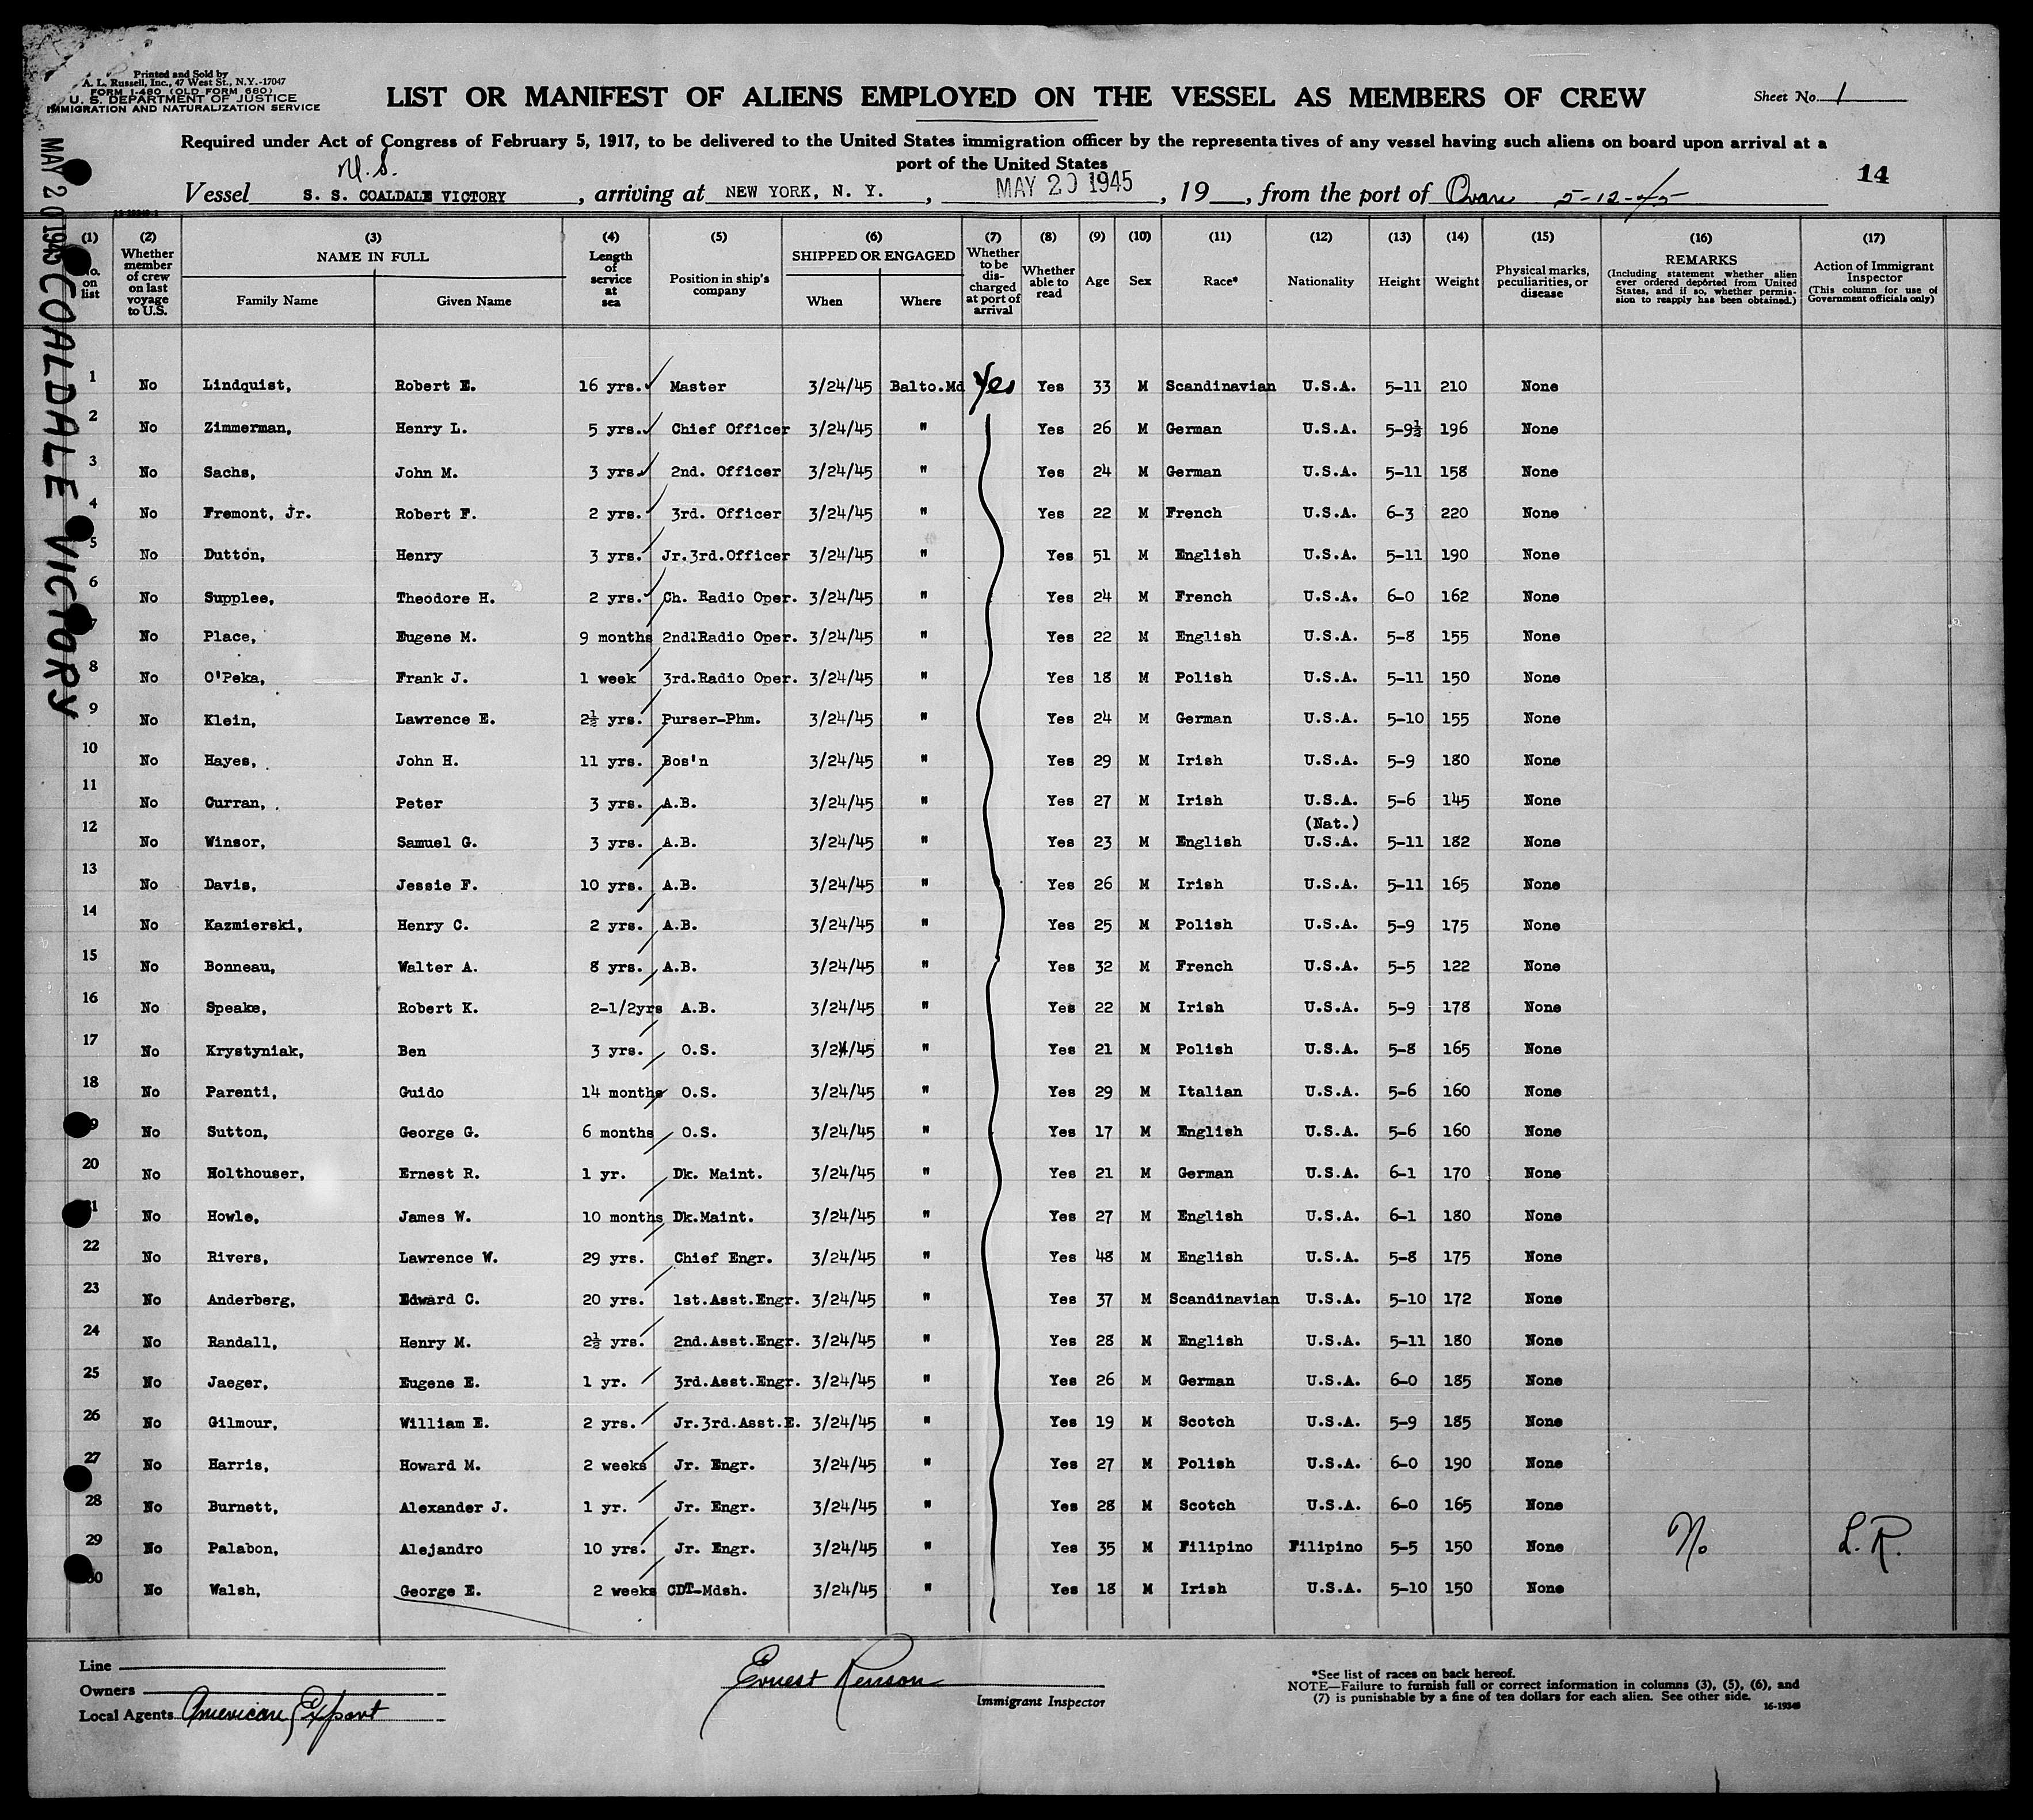 Printed and Sold by
A. L. Russell, Inc., 47 West St., N.Y.-17047
FORM I-480 (OLD FORM 680)
U. S. DEPARTMENT OF JUSTICE
IMMIGRATION AND NATURALIZATION SERVICE
LIST OR MANIFEST OF ALIENS EMPLOYED ON THE VESSEL AS MEMBERS OF CREW
Sheet No. 1
Required under Act of Congress of February 5, 1917, to be delivered to the United States immigration officer by the representatives of any vessel having such aliens on board upon arrival at a
port of the United States
14
U.S.
Vessel S. S. COALDALE VICTORY, arriving at NEW YORK, N. Y., MAY 20 1945, 19__, from the port of Oran 5-12-45
MAY 20 1945 COALDALE VICTORY
(1) No. on list (2) Whether member of crew on last voyage to U.S. (3) NAME IN FULL Family Name Given Name (4) Length of service at sea (5) Position in ship's company (6) SHIPPED OR ENGAGED When Where (7) Whether to be discharged at port of arrival (8) Whether able to read (9) Age (10) Sex (11) Race* (12) Nationality (13) Height (14) Weight (15) Physical marks, peculiarities, or disease (16) REMARKS (Including statement whether alien ever ordered deported from United States, and if so, whether permission to reapply has been obtained.) (17) Action of Immigrant Inspector (This column for use of Government officials only)
1 No Lindquist, Robert E. 16 yrs. Master 3/24/45 Balto.Md Yes Yes 33 M Scandinavian U.S.A. 5-11 210 None
2 No Zimmerman, Henry L. 5 yrs. Chief Officer 3/24/45 " Yes 26 M German U.S.A. 5-9½ 196 None
3 No Sachs, John M. 3 yrs. 2nd. Officer 3/24/45 " Yes 24 M German U.S.A. 5-11 158 None
4 No Fremont, Jr. Robert F. 2 yrs. 3rd. Officer 3/24/45 " Yes 22 M French U.S.A. 6-3 220 None
5 No Dutton, Henry 3 yrs. Jr.3rd.Officer 3/24/45 " Yes 51 M English U.S.A. 5-11 190 None
6 No Supplee, Theodore H. 2 yrs. Ch. Radio Oper. 3/24/45 " Yes 24 M French U.S.A. 6-0 162 None
7 No Place, Eugene M. 9 months 2ndlRadio Oper. 3/24/45 " Yes 22 M English U.S.A. 5-8 155 None
8 No O'Peka, Frank J. 1 week 3rd.Radio Oper. 3/24/45 " Yes 18 M Polish U.S.A. 5-11 150 None
9 No Klein, Lawrence E. 2½ yrs. Purser-Phm. 3/24/45 " Yes 24 M German U.S.A. 5-10 155 None
10 No Hayes, John H. 11 yrs. Bos'n 3/24/45 " Yes 29 M Irish U.S.A. 5-9 180 None
11 No Curran, Peter 3 yrs. A.B. 3/24/45 " Yes 27 M Irish U.S.A. (Nat.) 5-6 145 None
12 No Winsor, Samuel G. 3 yrs. A.B. 3/24/45 " Yes 23 M English U.S.A. 5-11 182 None
13 No Davis, Jessie F. 10 yrs. A.B. 3/24/45 " Yes 26 M Irish U.S.A. 5-11 165 None
14 No Kazmierski, Henry C. 2 yrs. A.B. 3/24/45 " Yes 25 M Polish U.S.A. 5-9 175 None
15 No Bonneau, Walter A. 8 yrs. A.B. 3/24/45 " Yes 32 M French U.S.A. 5-5 122 None
16 No Speake, Robert K. 2-1/2yrs A.B. 3/24/45 " Yes 22 M Irish U.S.A. 5-9 178 None
17 No Krystyniak, Ben 3 yrs. O.S. 3/24/45 " Yes 21 M Polish U.S.A. 5-8 165 None
18 No Parenti, Guido 14 months O.S. 3/24/45 " Yes 29 M Italian U.S.A. 5-6 160 None
9 No Sutton, George G. 6 months O.S. 3/24/45 " Yes 17 M English U.S.A. 5-6 160 None
20 No Holthouser, Ernest R. 1 yr. Dk. Maint. 3/24/45 " Yes 21 M German U.S.A. 6-1 170 None
1 No Howle, James W. 10 months Dk.Maint. 3/24/45 " Yes 27 M English U.S.A. 6-1 180 None
22 No Rivers, Lawrence W. 29 yrs. Chief Engr. 3/24/45 " Yes 48 M English U.S.A. 5-8 175 None
23 No Anderberg, Edward C. 20 yrs. 1st.Asst.Engr. 3/24/45 " Yes 37 M Scandinavian U.S.A. 5-10 172 None
24 No Randall, Henry M. 2½ yrs. 2nd.Asst.Engr. 3/24/45 " Yes 28 M English U.S.A. 5-11 180 None
25 No Jaeger, Eugene E. 1 yr. 3rd.Asst.Engr. 3/24/45 " Yes 26 M German U.S.A. 6-0 185 None
26 No Gilmour, William E. 2 yrs. Jr.3rd.Asst.E. 3/24/45 " Yes 19 M Scotch U.S.A. 5-9 185 None
27 No Harris, Howard M. 2 weeks Jr. Engr. 3/24/45 " Yes 27 M Polish U.S.A. 6-0 190 None
28 No Burnett, Alexander J. 1 yr. Jr. Engr. 3/24/45 " Yes 28 M Scotch U.S.A. 6-0 165 None
29 No Palabon, Alejandro 10 yrs. Jr. Engr. 3/24/45 " Yes 35 M Filipino Filipino 5-5 150 None No L.R.
30 No Walsh, George E. 2 weeks CDT-Mdsh. 3/24/45 " Yes 18 M Irish U.S.A. 5-10 150 None
Line
Owners
Local Agents American Export
Ernest Renson
Immigrant Inspector
*See list of races on back hereof.
NOTE—Failure to furnish full or correct information in columns (3), (5), (6), and
(7) is punishable by a fine of ten dollars for each alien. See other side.
16-19349